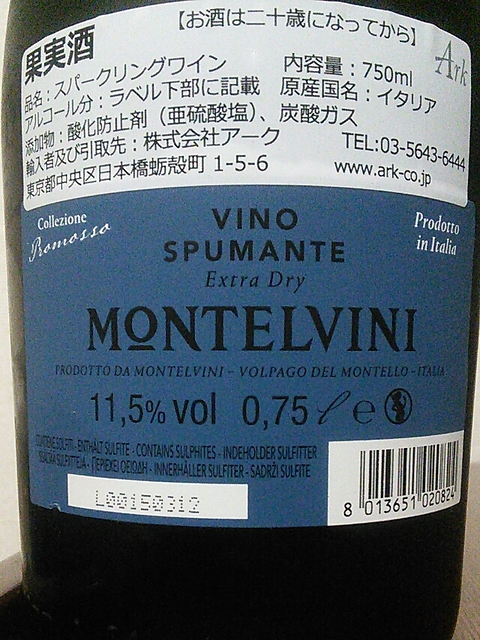 【お酒は二十歳になってから】
果実酒
Ark
品名：スパークリングワイン
内容量：750ml
アルコール分：ラベル下部に記載
原産国名：イタリア
添加物：酸化防止剤（亜硫酸塩）、炭酸ガス
輸入者及び引取先：株式会社アーク
TEL:03-5643-6444
東京都中央区日本橋蛎殻町 1-5-6
www.ark-co.jp
Collezione
Promosso
VINO
SPUMANTE
Extra Dry
Prodotto
in Italia
MONTELVINI
PRODOTTO DA MONTELVINI - VOLPAGO DEL MONTELLO - ITALIA
11,5% vol 0,75 ℓ e
CONTIENE SOLFITI - ENTHÄLT SULFITE - CONTAINS SULPHITES - INDEHOLDER SULFITTER
SULFITTEJÄ - ΠΕΡΙΕΧΕΙ ΘΕΙΩΔΗ - INNEHÅLLER SULFITER - SADRŽI SULFITE
L00150312
8 013651 020824